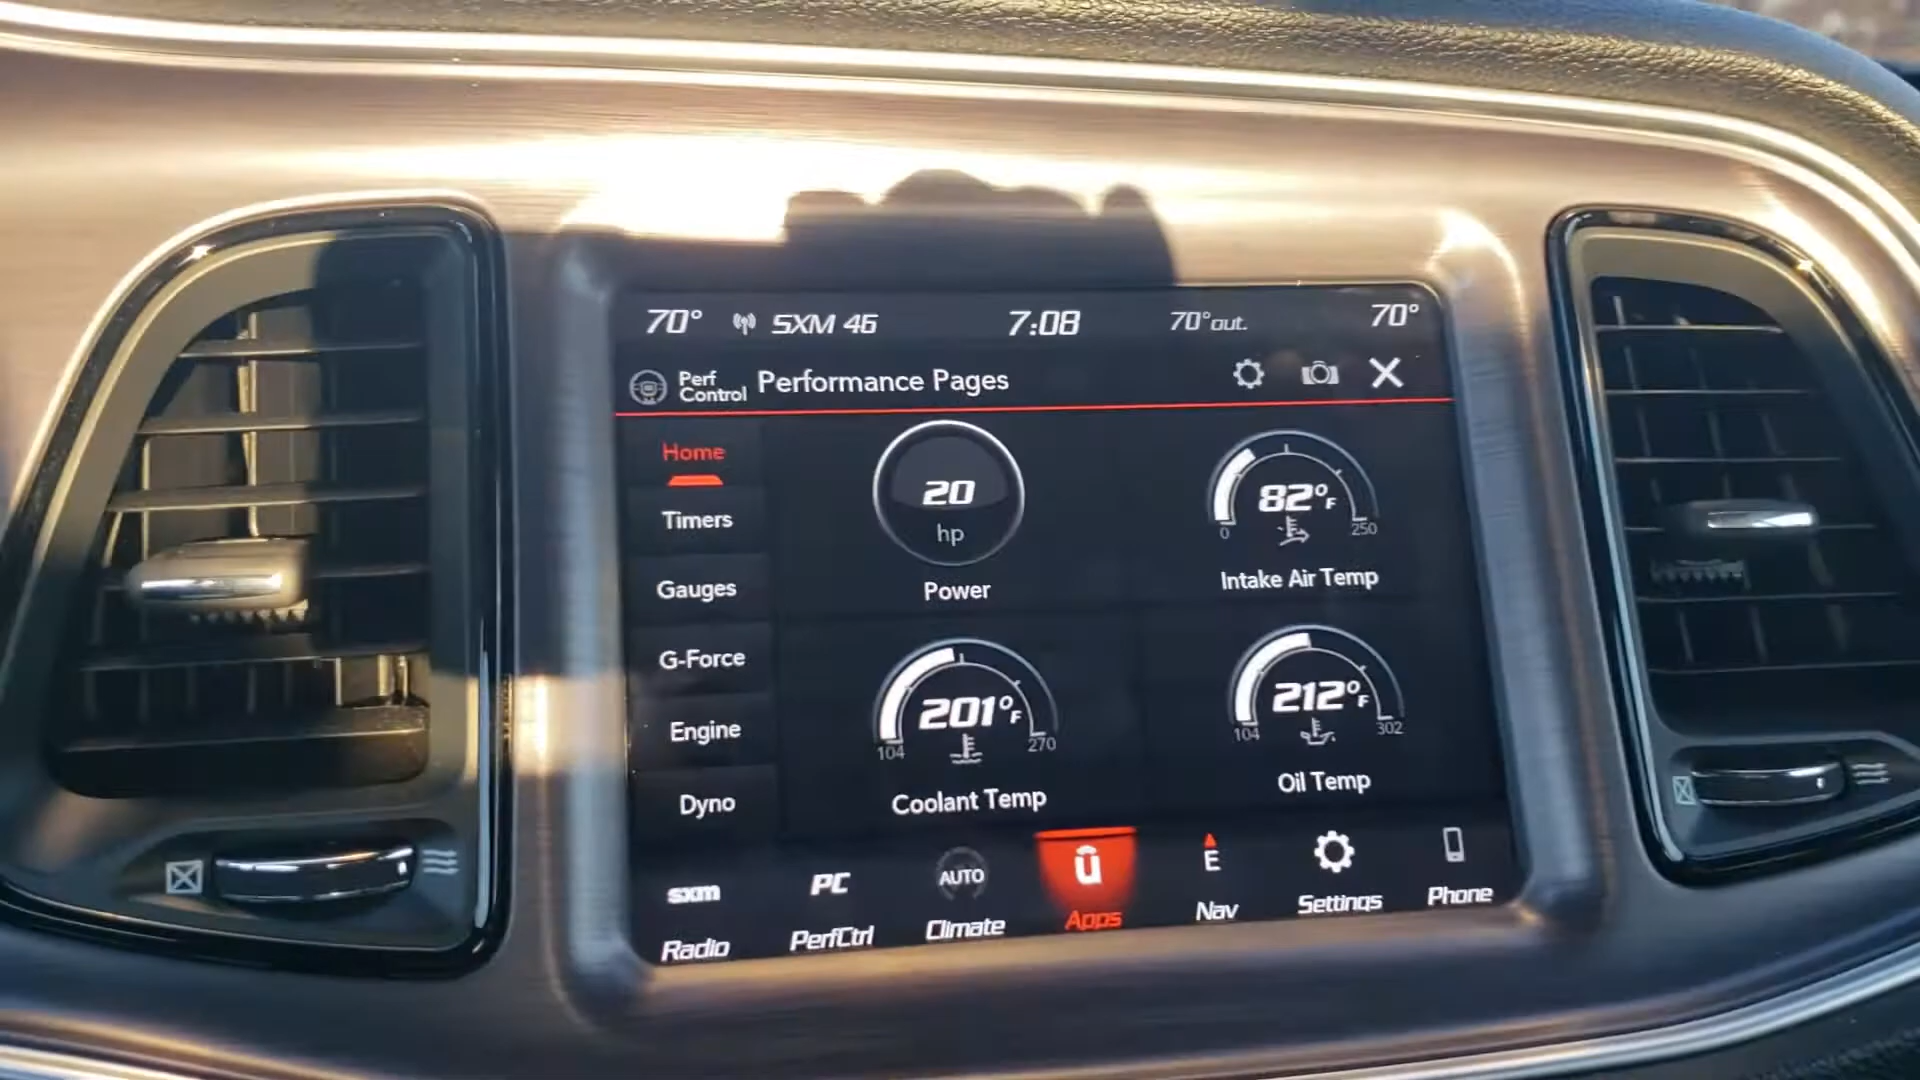 70° SXM 46 7:08 70°out. 70°
Perf Control Performance Pages
Home
Timers
Gauges
G-Force
Engine
Dyno
20
hp
Power
82°F
0 250
Intake Air Temp
201°F
104 270
Coolant Temp
212°F
104 302
Oil Temp
sxm
Radio
PC
PerfCtrl
AUTO
Climate
û
Apps
E
Nav
Settings
Phone